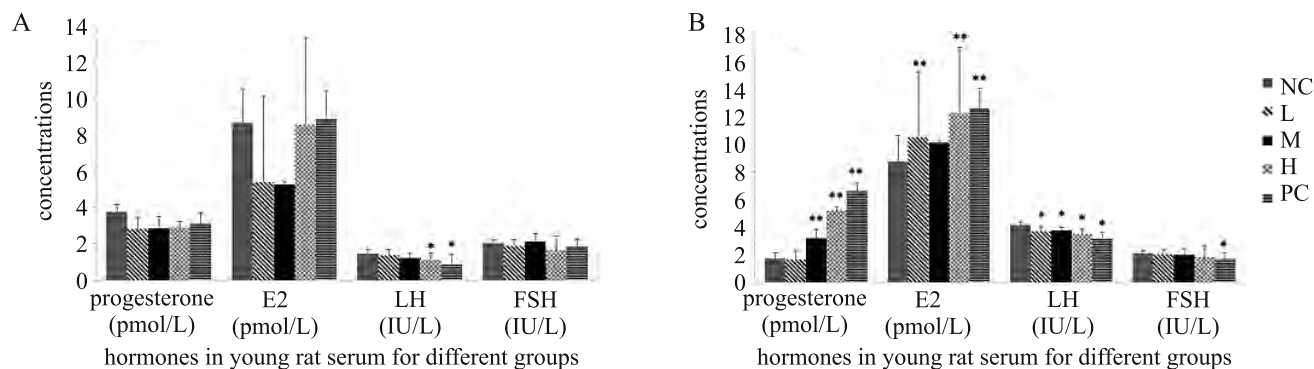 A
14
12
10
8
6
4
2
0
concentrations
*
*
progesterone
(pmol/L)
E2
(pmol/L)
LH
(IU/L)
FSH
(IU/L)
hormones in young rat serum for different groups
B
18
16
14
12
10
8
6
4
2
0
concentrations
**
**
**
**
**
**
*
*
*
*
*
progesterone
(pmol/L)
E2
(pmol/L)
LH
(IU/L)
FSH
(IU/L)
hormones in young rat serum for different groups
NC
L
M
H
PC